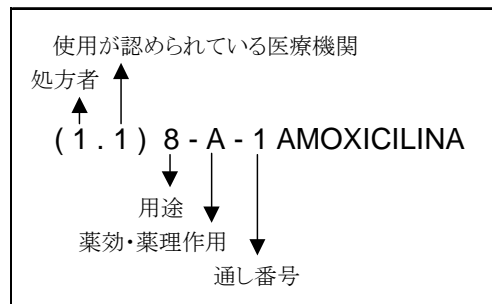 使用が認められている医療機関
処方者
(1.1) 8-A-1 AMOXICILINA
用途
薬効・薬理作用
通し番号